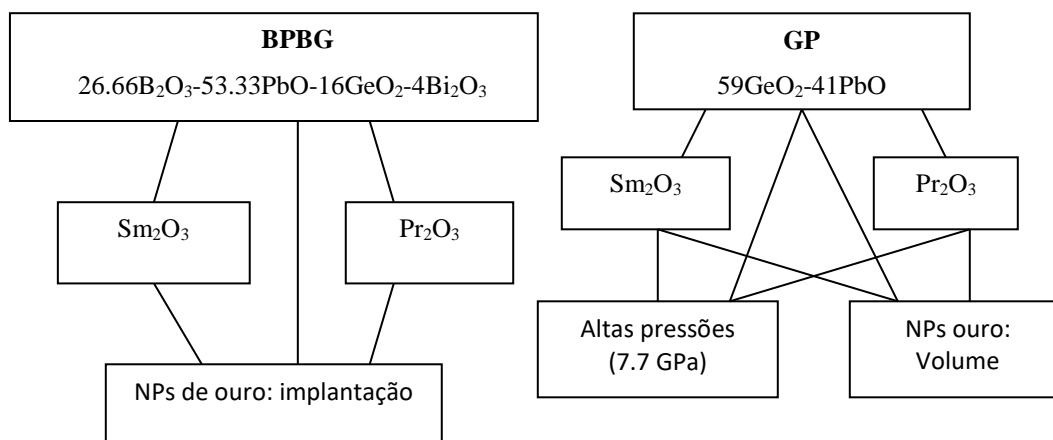 BPBG
26.66B₂O₃-53.33PbO-16GeO₂-4Bi₂O₃
Sm₂O₃
Pr₂O₃
NPs de ouro: implantação
GP
59GeO₂-41PbO
Sm₂O₃
Pr₂O₃
Altas pressões
(7.7 GPa)
NPs ouro:
Volume